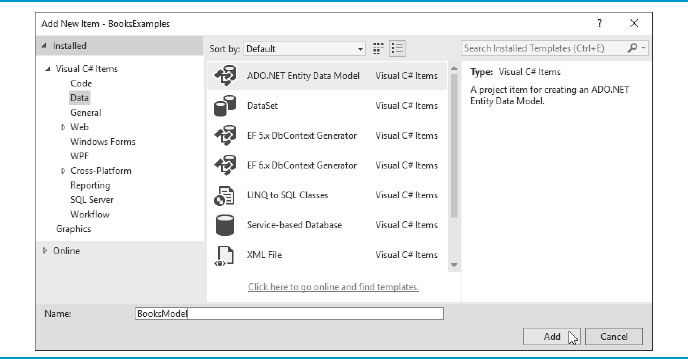 Add New Item - BooksExamples ?
Installed
Sort by: Default
Search Installed Templates (Ctrl+E)
Visual C# Items
Code
Data
General
Web
Windows Forms
WPF
Cross-Platform
Reporting
SQL Server
Workflow
Graphics
Online
ADO.NET Entity Data Model Visual C# Items
DataSet Visual C# Items
EF 5.x DbContext Generator Visual C# Items
EF 6.x DbContext Generator Visual C# Items
LINQ to SQL Classes Visual C# Items
Service-based Database Visual C# Items
XML File Visual C# Items
Click here to go online and find templates.
Type: Visual C# Items
A project item for creating an ADO.NET
Entity Data Model.
Name: BooksModel
Add Cancel